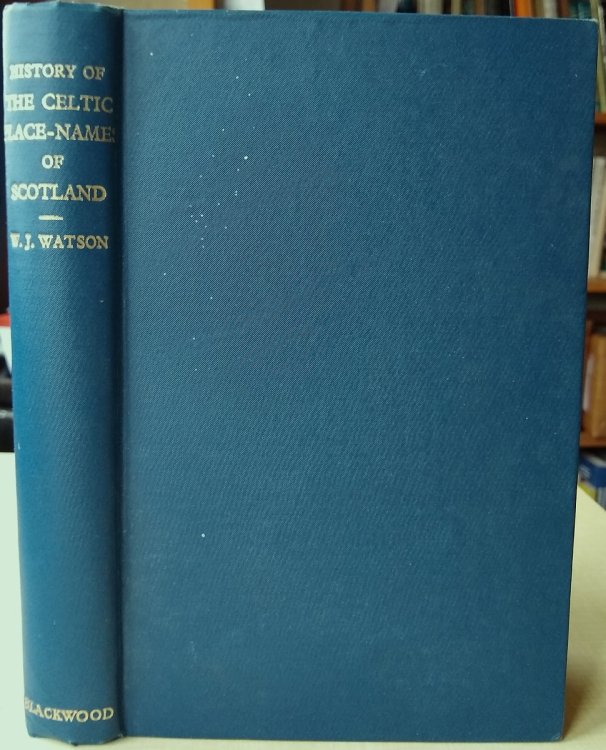 HISTORY OF
THE CELTIC
PLACE-NAMES
OF
SCOTLAND
W. J. WATSON
BLACKWOOD